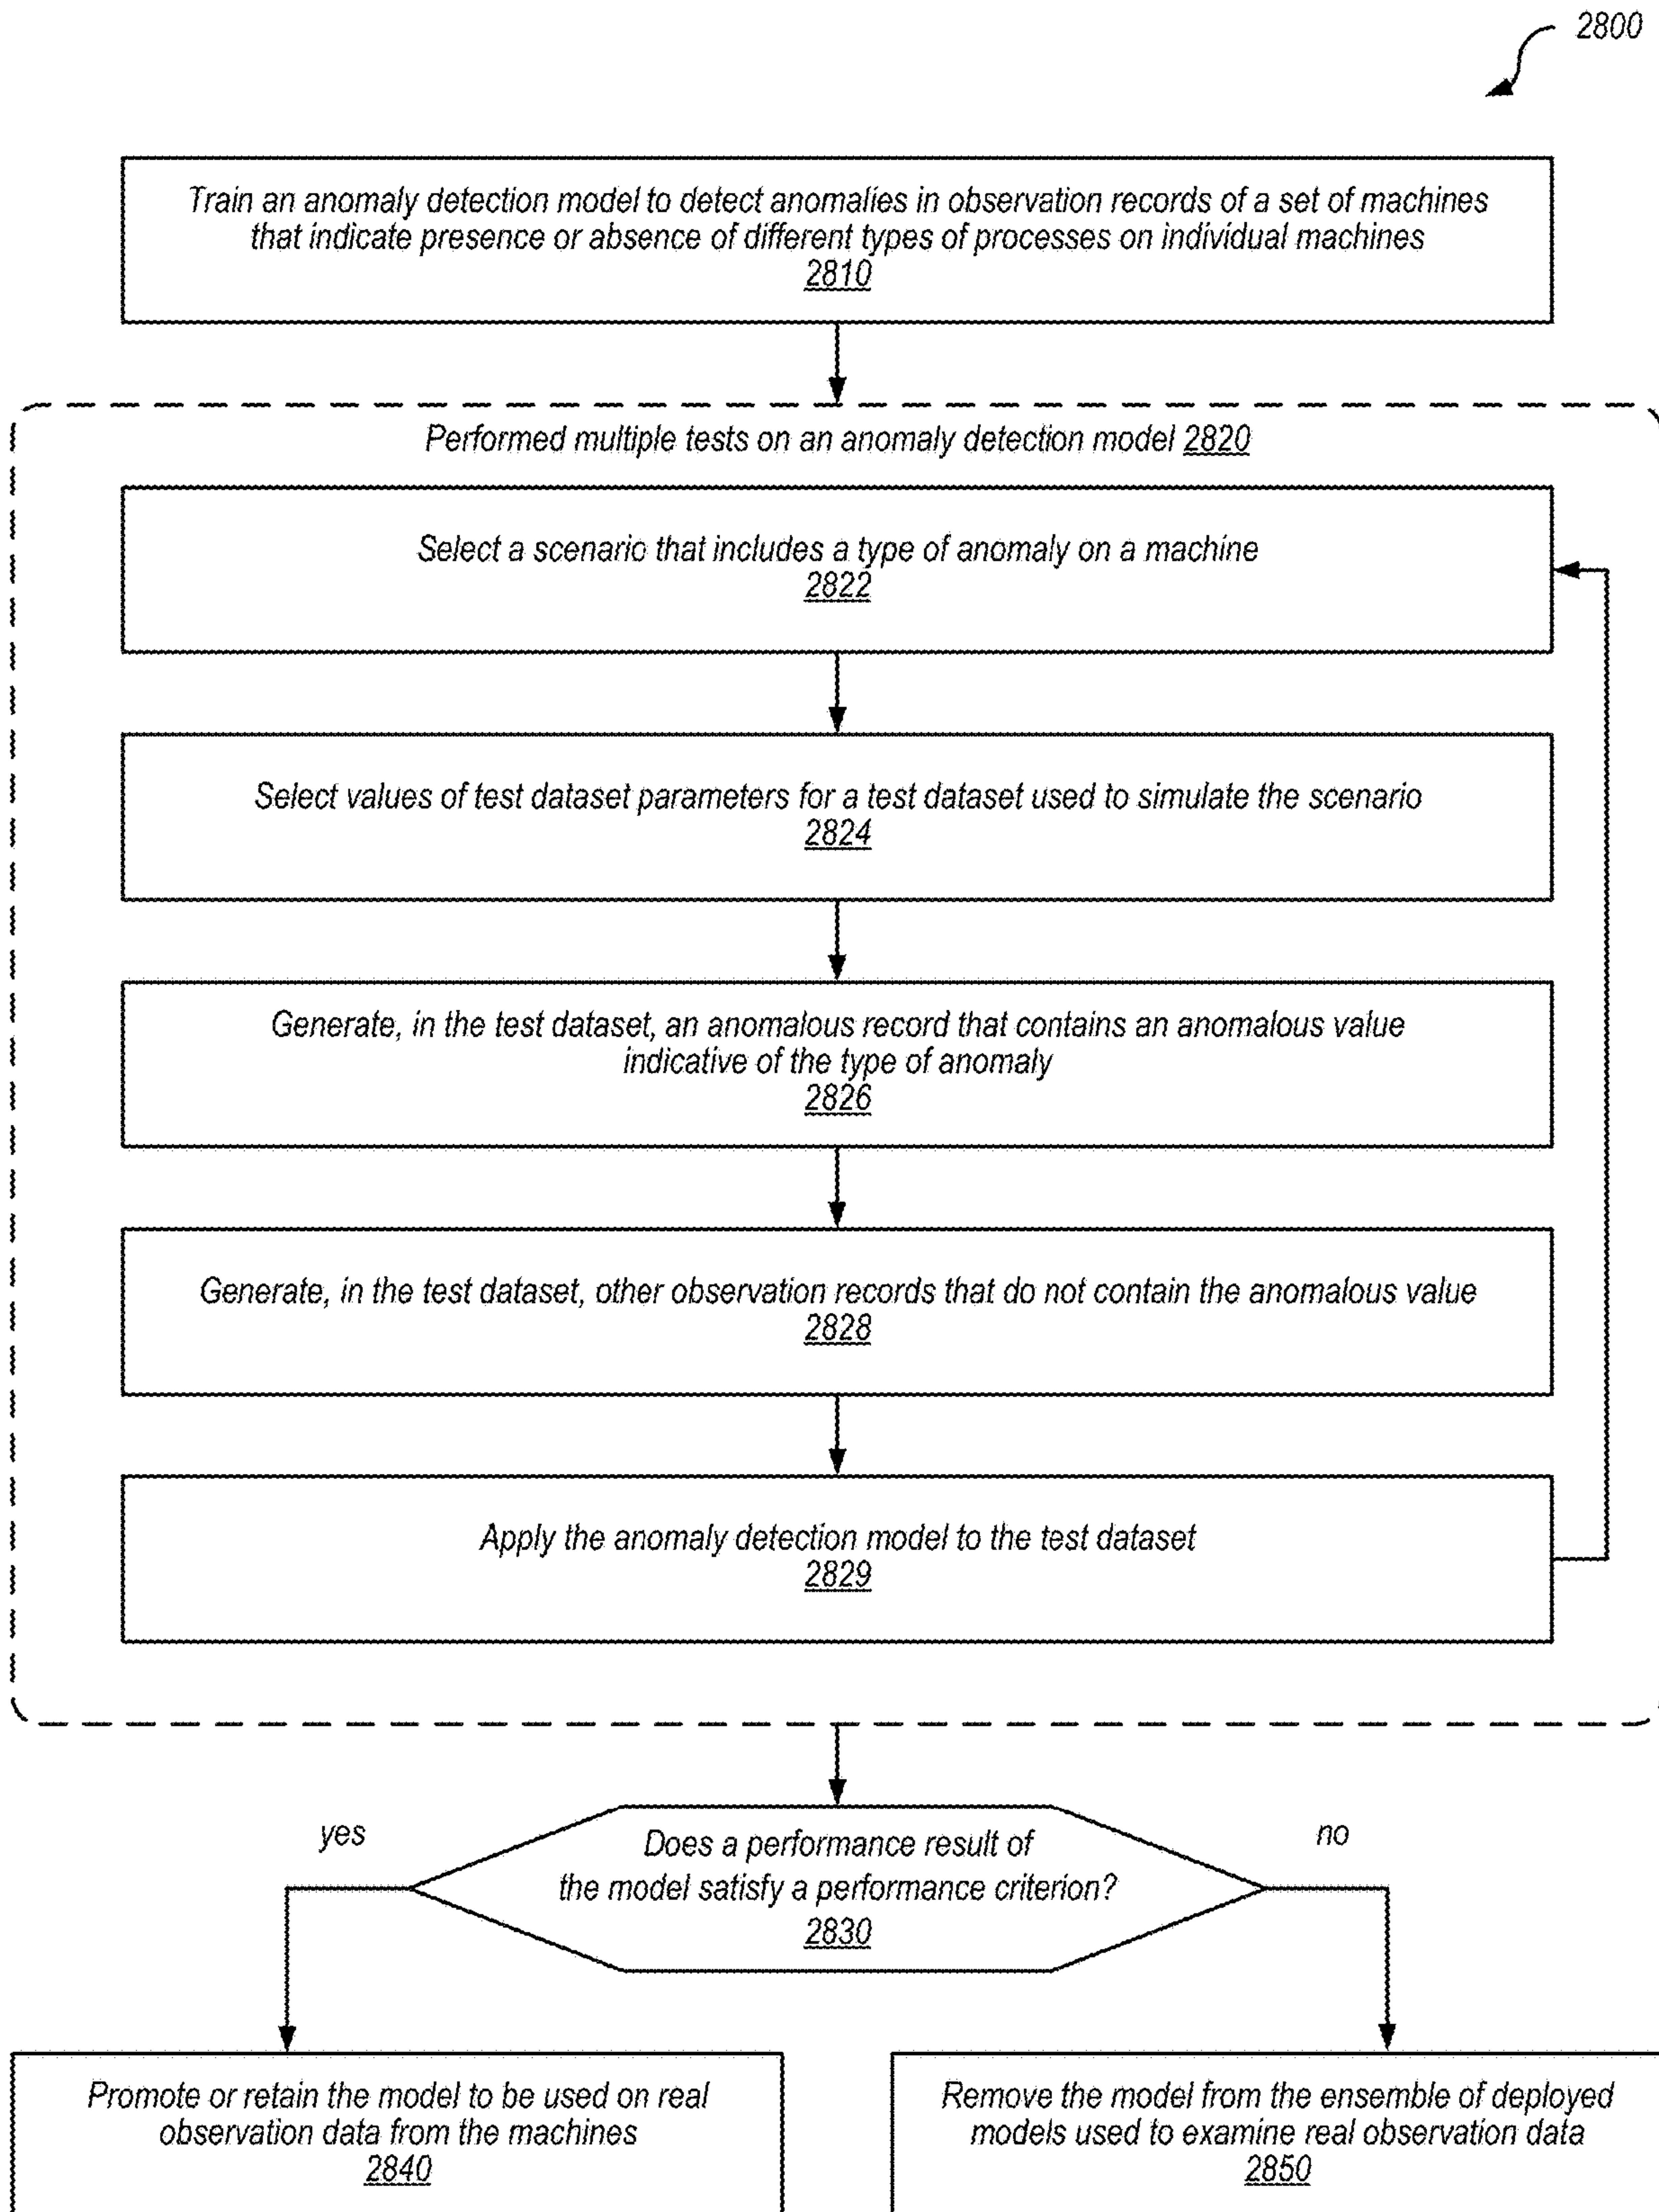 2800
Train an anomaly detection model to detect anomalies in observation records of a set of machines
that indicate presence or absence of different types of processes on individual machines
2810
Performed multiple tests on an anomaly detection model 2820
Select a scenario that includes a type of anomaly on a machine
2822
Select values of test dataset parameters for a test dataset used to simulate the scenario
2824
Generate, in the test dataset, an anomalous record that contains an anomalous value
indicative of the type of anomaly
2826
Generate, in the test dataset, other observation records that do not contain the anomalous value
2828
Apply the anomaly detection model to the test dataset
2829
yes
no
Does a performance result of
the model satisfy a performance criterion?
2830
Promote or retain the model to be used on real
observation data from the machines
2840
Remove the model from the ensemble of deployed
models used to examine real observation data
2850